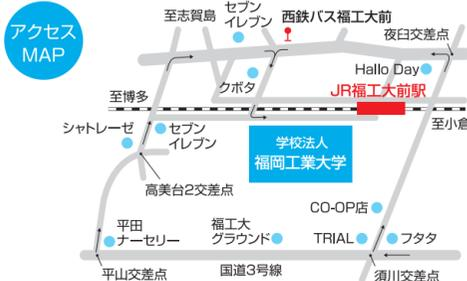 アクセス
MAP
至志賀島
セブン
イレブン
西鉄バス福工大前
夜臼交差点
クボタ
Hallo Day
JR福工大前駅
至博多
至小倉
シャトレーゼ
セブン
イレブン
学校法人
福岡工業大学
高美台2交差点
CO-OP店
平田
ナーセリー
福工大
グラウンド
TRIAL
フタタ
平山交差点
国道3号線
須川交差点